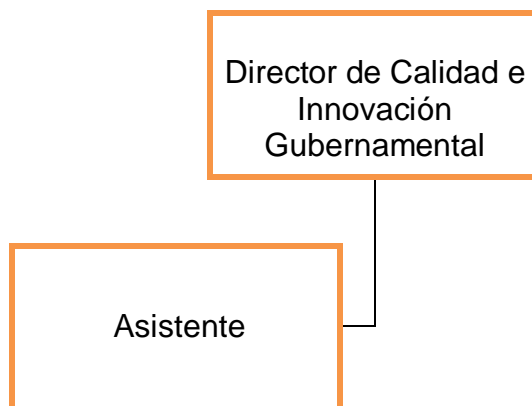 Director de Calidad e
Innovación
Gubernamental
Asistente